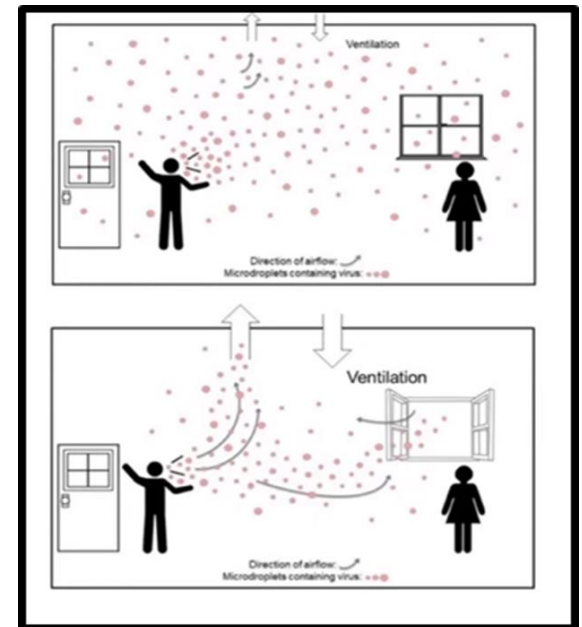 Ventilation
Direction of airflow:
Microdroplets containing virus:
Ventilation
Direction of airflow:
Microdroplets containing virus: